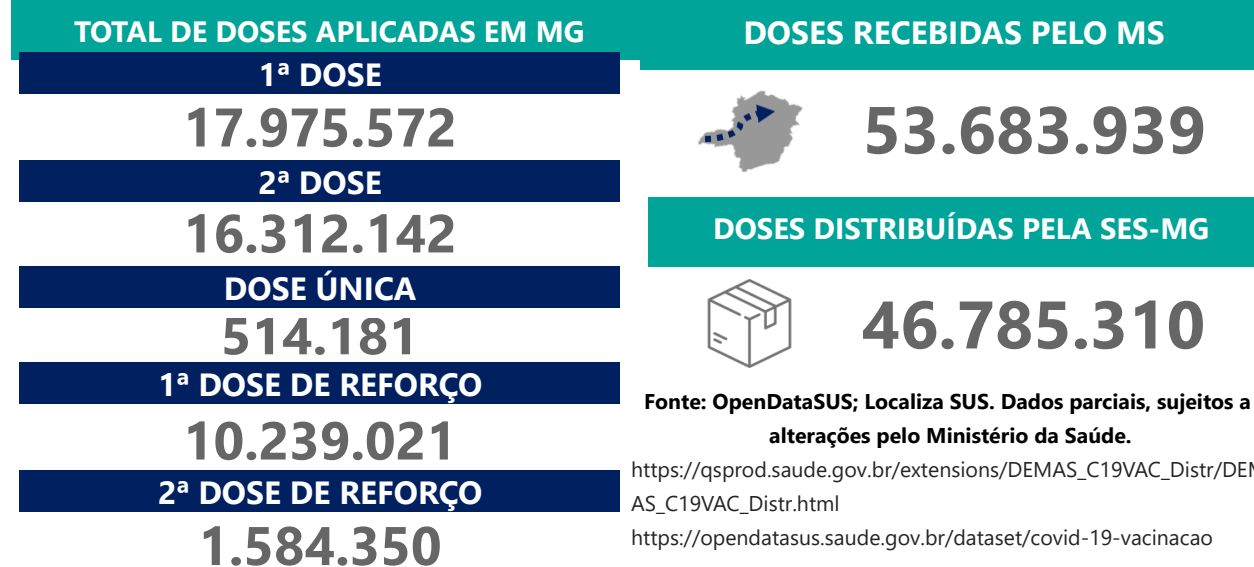 TOTAL DE DOSES APLICADAS EM MG
1ª DOSE
17.975.572
2ª DOSE
16.312.142
DOSE ÚNICA
514.181
1ª DOSE DE REFORÇO
10.239.021
2ª DOSE DE REFORÇO
1.584.350
DOSES RECEBIDAS PELO MS
53.683.939
DOSES DISTRIBUÍDAS PELA SES-MG
46.785.310
Fonte: OpenDataSUS; Localiza SUS. Dados parciais, sujeitos a
alterações pelo Ministério da Saúde.
https://qsprod.saude.gov.br/extensions/DEMAS_C19VAC_Distr/DEM
AS_C19VAC_Distr.html
https://opendatasus.saude.gov.br/dataset/covid-19-vacinacao